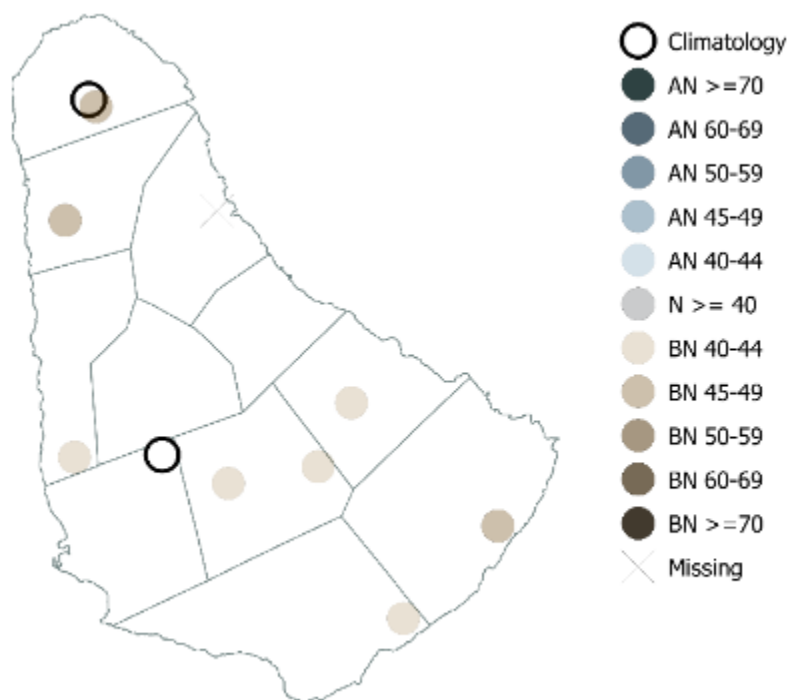 Climatology
AN >=70
AN 60-69
AN 50-59
AN 45-49
AN 40-44
N >= 40
BN 40-44
BN 45-49
BN 50-59
BN 60-69
BN >=70
Missing